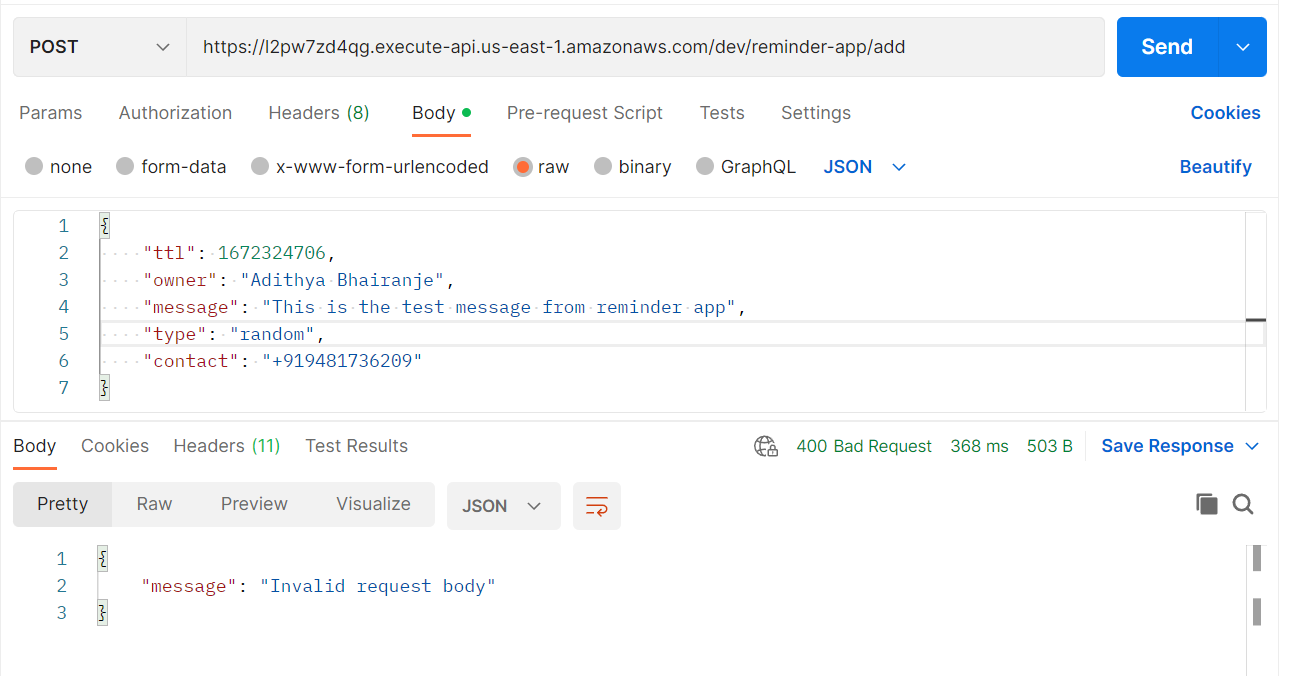 POST https://l2pw7zd4qg.execute-api.us-east-1.amazonaws.com/dev/reminder-app/add Send
Params Authorization Headers (8) Body Pre-request Script Tests Settings Cookies
none form-data x-www-form-urlencoded raw binary GraphQL JSON Beautify
1 {
2 "ttl": 1672324706,
3 "owner": "Adithya Bhairanje",
4 "message": "This is the test message from reminder app",
5 "type": "random",
6 "contact": "+919481736209"
7 }
Body Cookies Headers (11) Test Results 400 Bad Request 368 ms 503 B Save Response
Pretty Raw Preview Visualize JSON
1 {
2 "message": "Invalid request body"
3 }